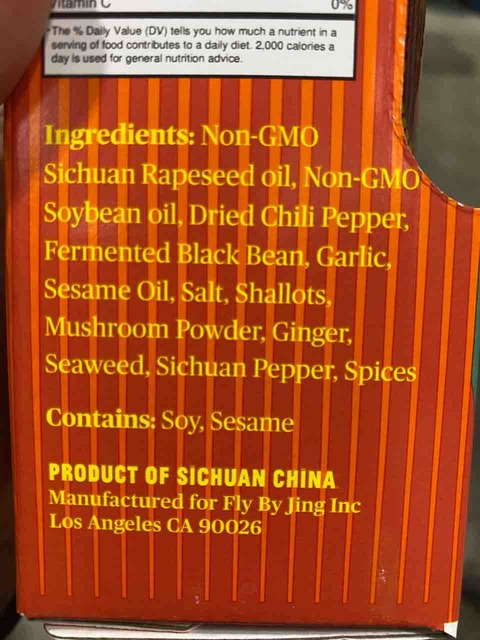 Vitamin C 0%
*The % Daily Value (DV) tells you how much a nutrient in a
serving of food contributes to a daily diet. 2,000 calories a
day is used for general nutrition advice.
Ingredients: Non-GMO
Sichuan Rapeseed oil, Non-GMO
Soybean oil, Dried Chili Pepper,
Fermented Black Bean, Garlic,
Sesame Oil, Salt, Shallots,
Mushroom Powder, Ginger,
Seaweed, Sichuan Pepper, Spices
Contains: Soy, Sesame
PRODUCT OF SiCHUAN CHiNA
Manufactured for Fly By Jing Inc
Los Angeles CA 90026